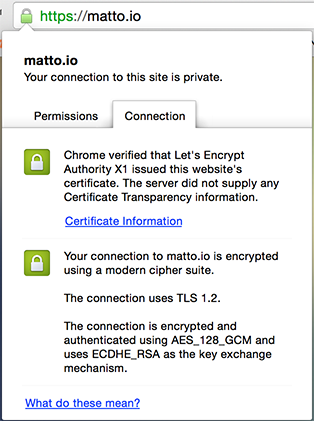 https://matto.io
matto.io
Your connection to this site is private.
Permissions
Connection
Chrome verified that Let's Encrypt
Authority X1 issued this website's
certificate. The server did not supply any
Certificate Transparency information.
Certificate Information
Your connection to matto.io is encrypted
using a modern cipher suite.
The connection uses TLS 1.2.
The connection is encrypted and
authenticated using AES_128_GCM and
uses ECDHE_RSA as the key exchange
mechanism.
What do these mean?